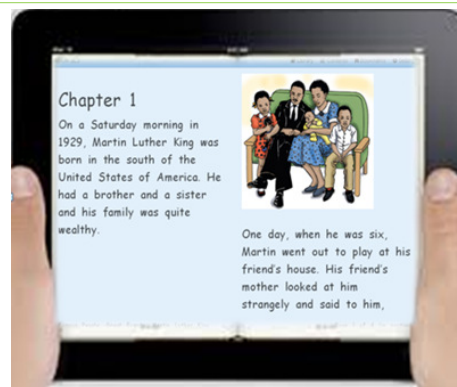 Chapter 1
On a Saturday morning in
1929, Martin Luther King was
born in the south of the
United States of America. He
had a brother and a sister
and his family was quite
wealthy.
One day, when he was six,
Martin went out to play at his
friend's house. His friend's
mother looked at him
strangely and said to him,